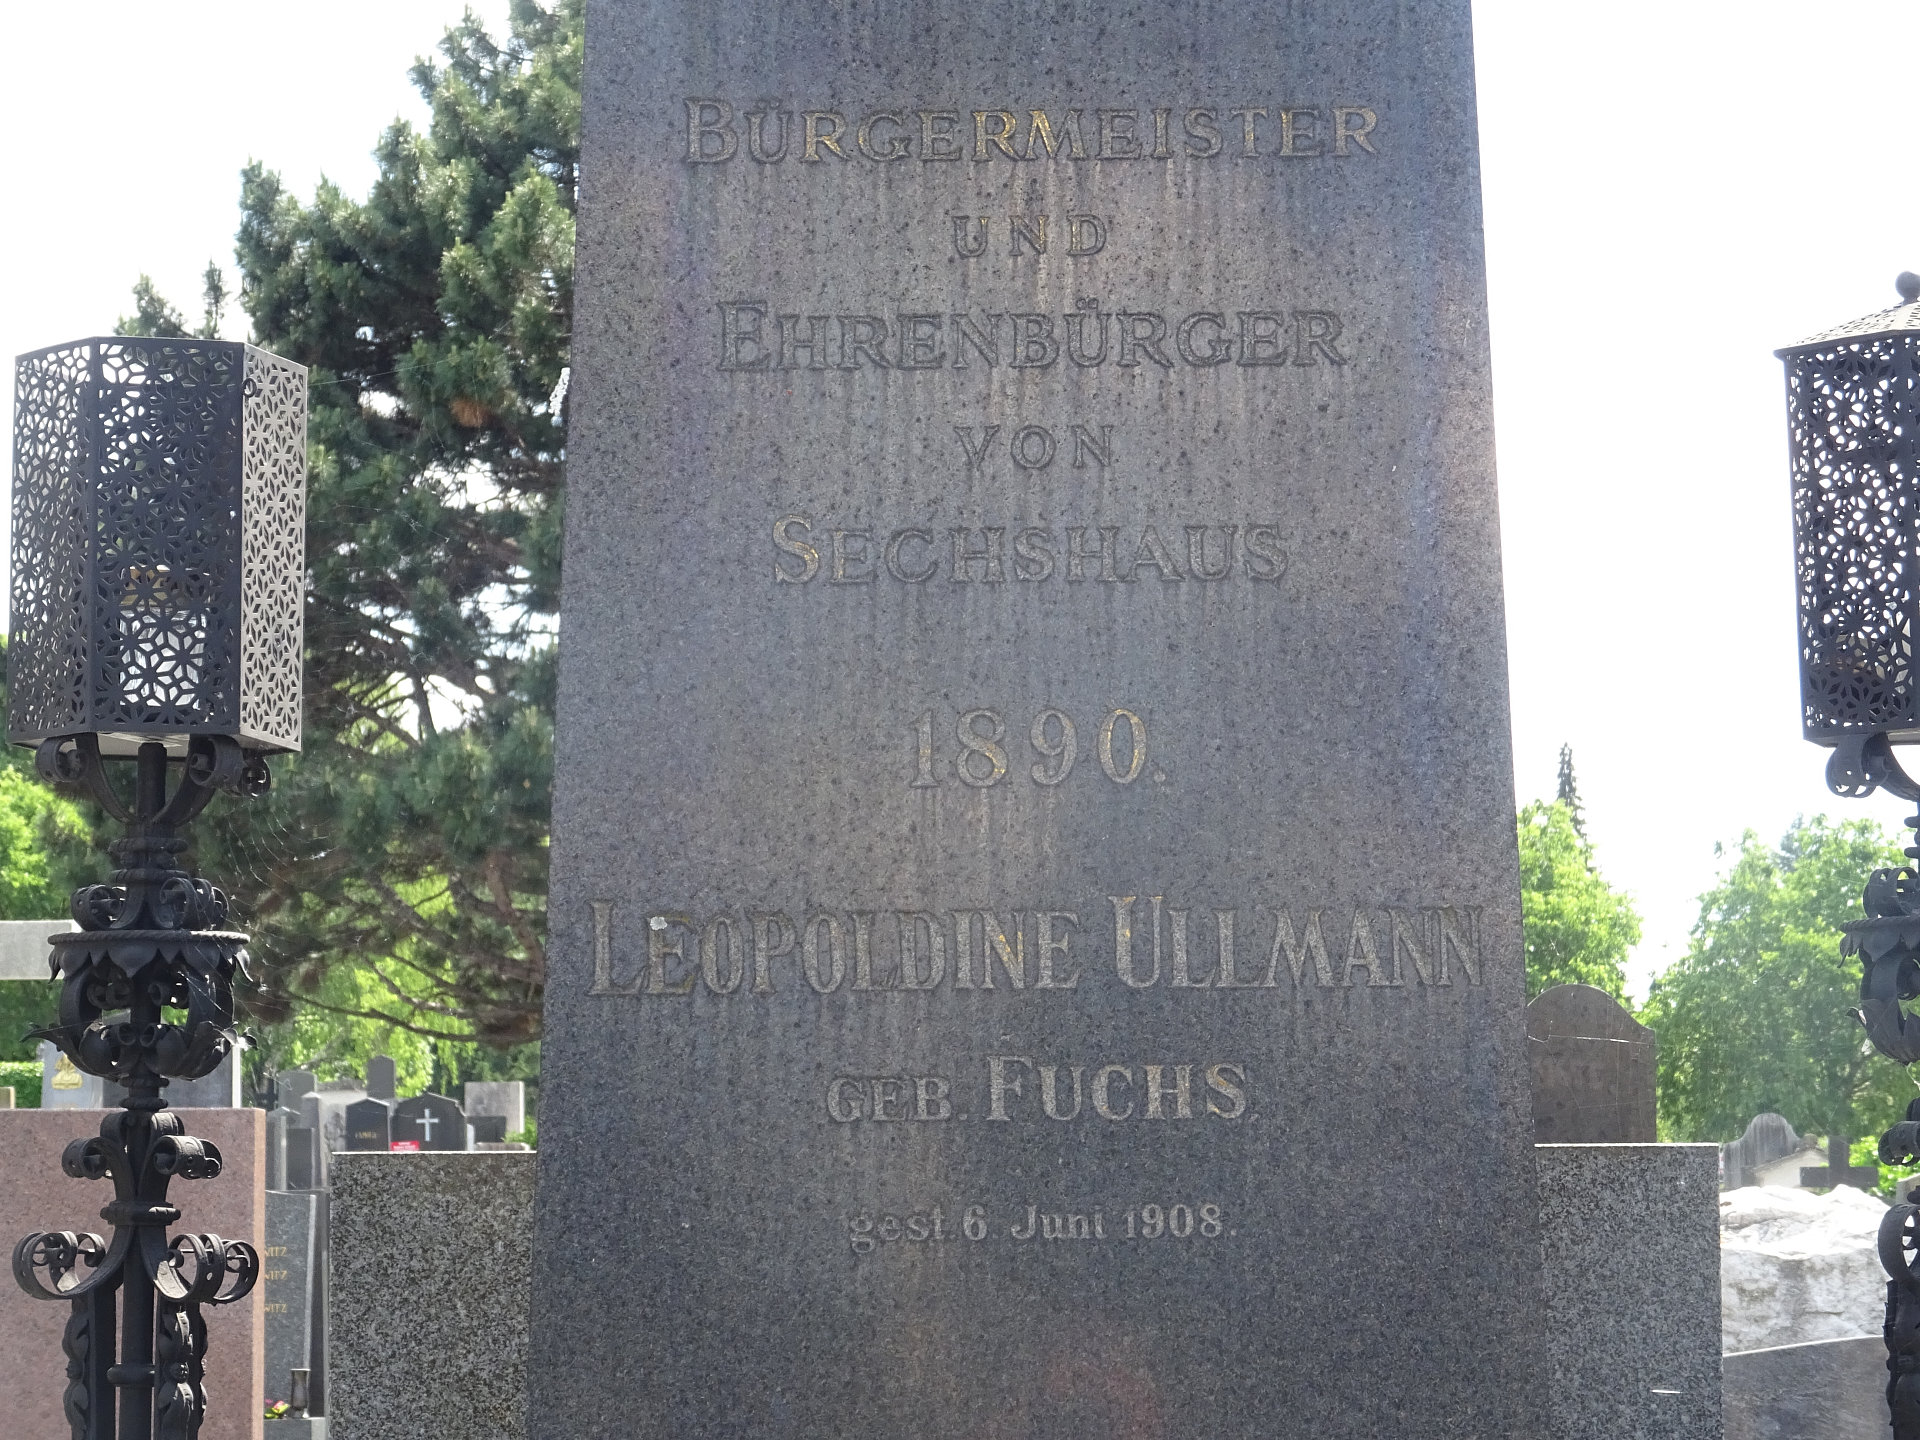 BÜRGERMEISTER
UND
EHRENBÜRGER
VON
SECHSHAUS
1890.
LEOPOLDINE ULLMANN
GEB. FUCHS
gest. 6. Juni 1908.